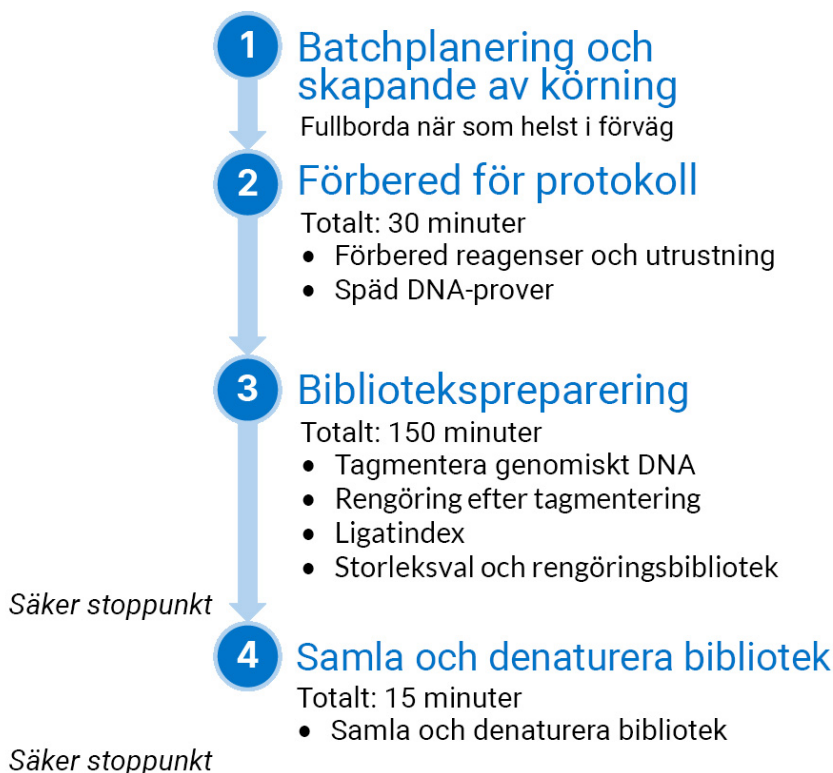 1
Batchplanering och
skapande av körning
Fullborda när som helst i förväg
2
Förbered för protokoll
Totalt: 30 minuter
• Förbered reagenser och utrustning
• Späd DNA-prover
3
Bibliotekspreparering
Totalt: 150 minuter
• Tagmentera genomiskt DNA
• Rengöring efter tagmentering
• Ligatindex
• Storleksval och rengöringsbibliotek
Säker stoppunkt
4
Samla och denaturera bibliotek
Totalt: 15 minuter
• Samla och denaturera bibliotek
Säker stoppunkt